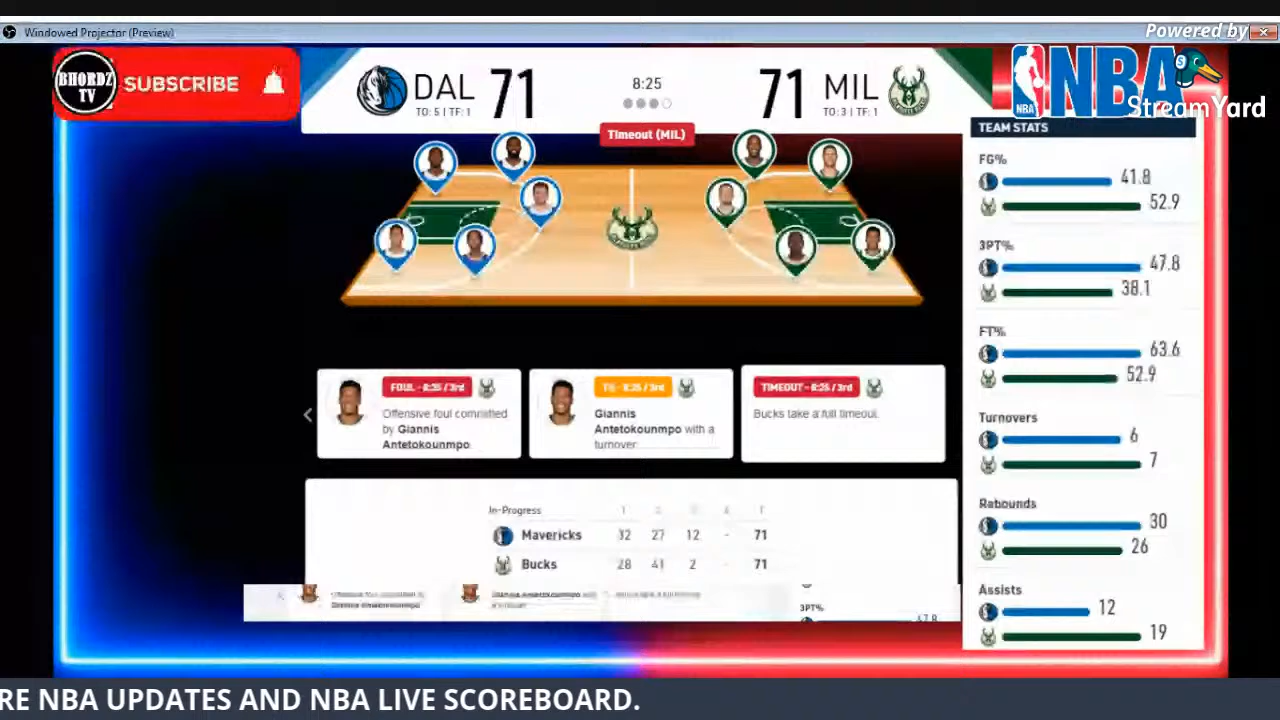 Windowed Projector (Preview)
Powered by
StreamYard
BHORDZ
TV
SUBSCRIBE
DAL 71
TO: 5 | TF: 1
8:25
71 MIL
TO: 3 | TF: 1
Timeout (MIL)
NBA
NBA
TEAM STATS
FG%
41.8
52.9
3PT%
47.8
38.1
FT%
63.6
52.9
Turnovers
6
7
Rebounds
30
26
Assists
12
19
FOUL - 8:25 / 3rd
Offensive foul committed
by Giannis
Antetokounmpo
TO - 8:25 / 3rd
Giannis
Antetokounmpo with a
turnover
TIMEOUT - 8:25 / 3rd
Bucks take a full timeout.
In-Progress 1 2 3 4 T
Mavericks 32 27 12 - 71
Bucks 28 41 2 - 71
3PT%
47.8
RE NBA UPDATES AND NBA LIVE SCOREBOARD.